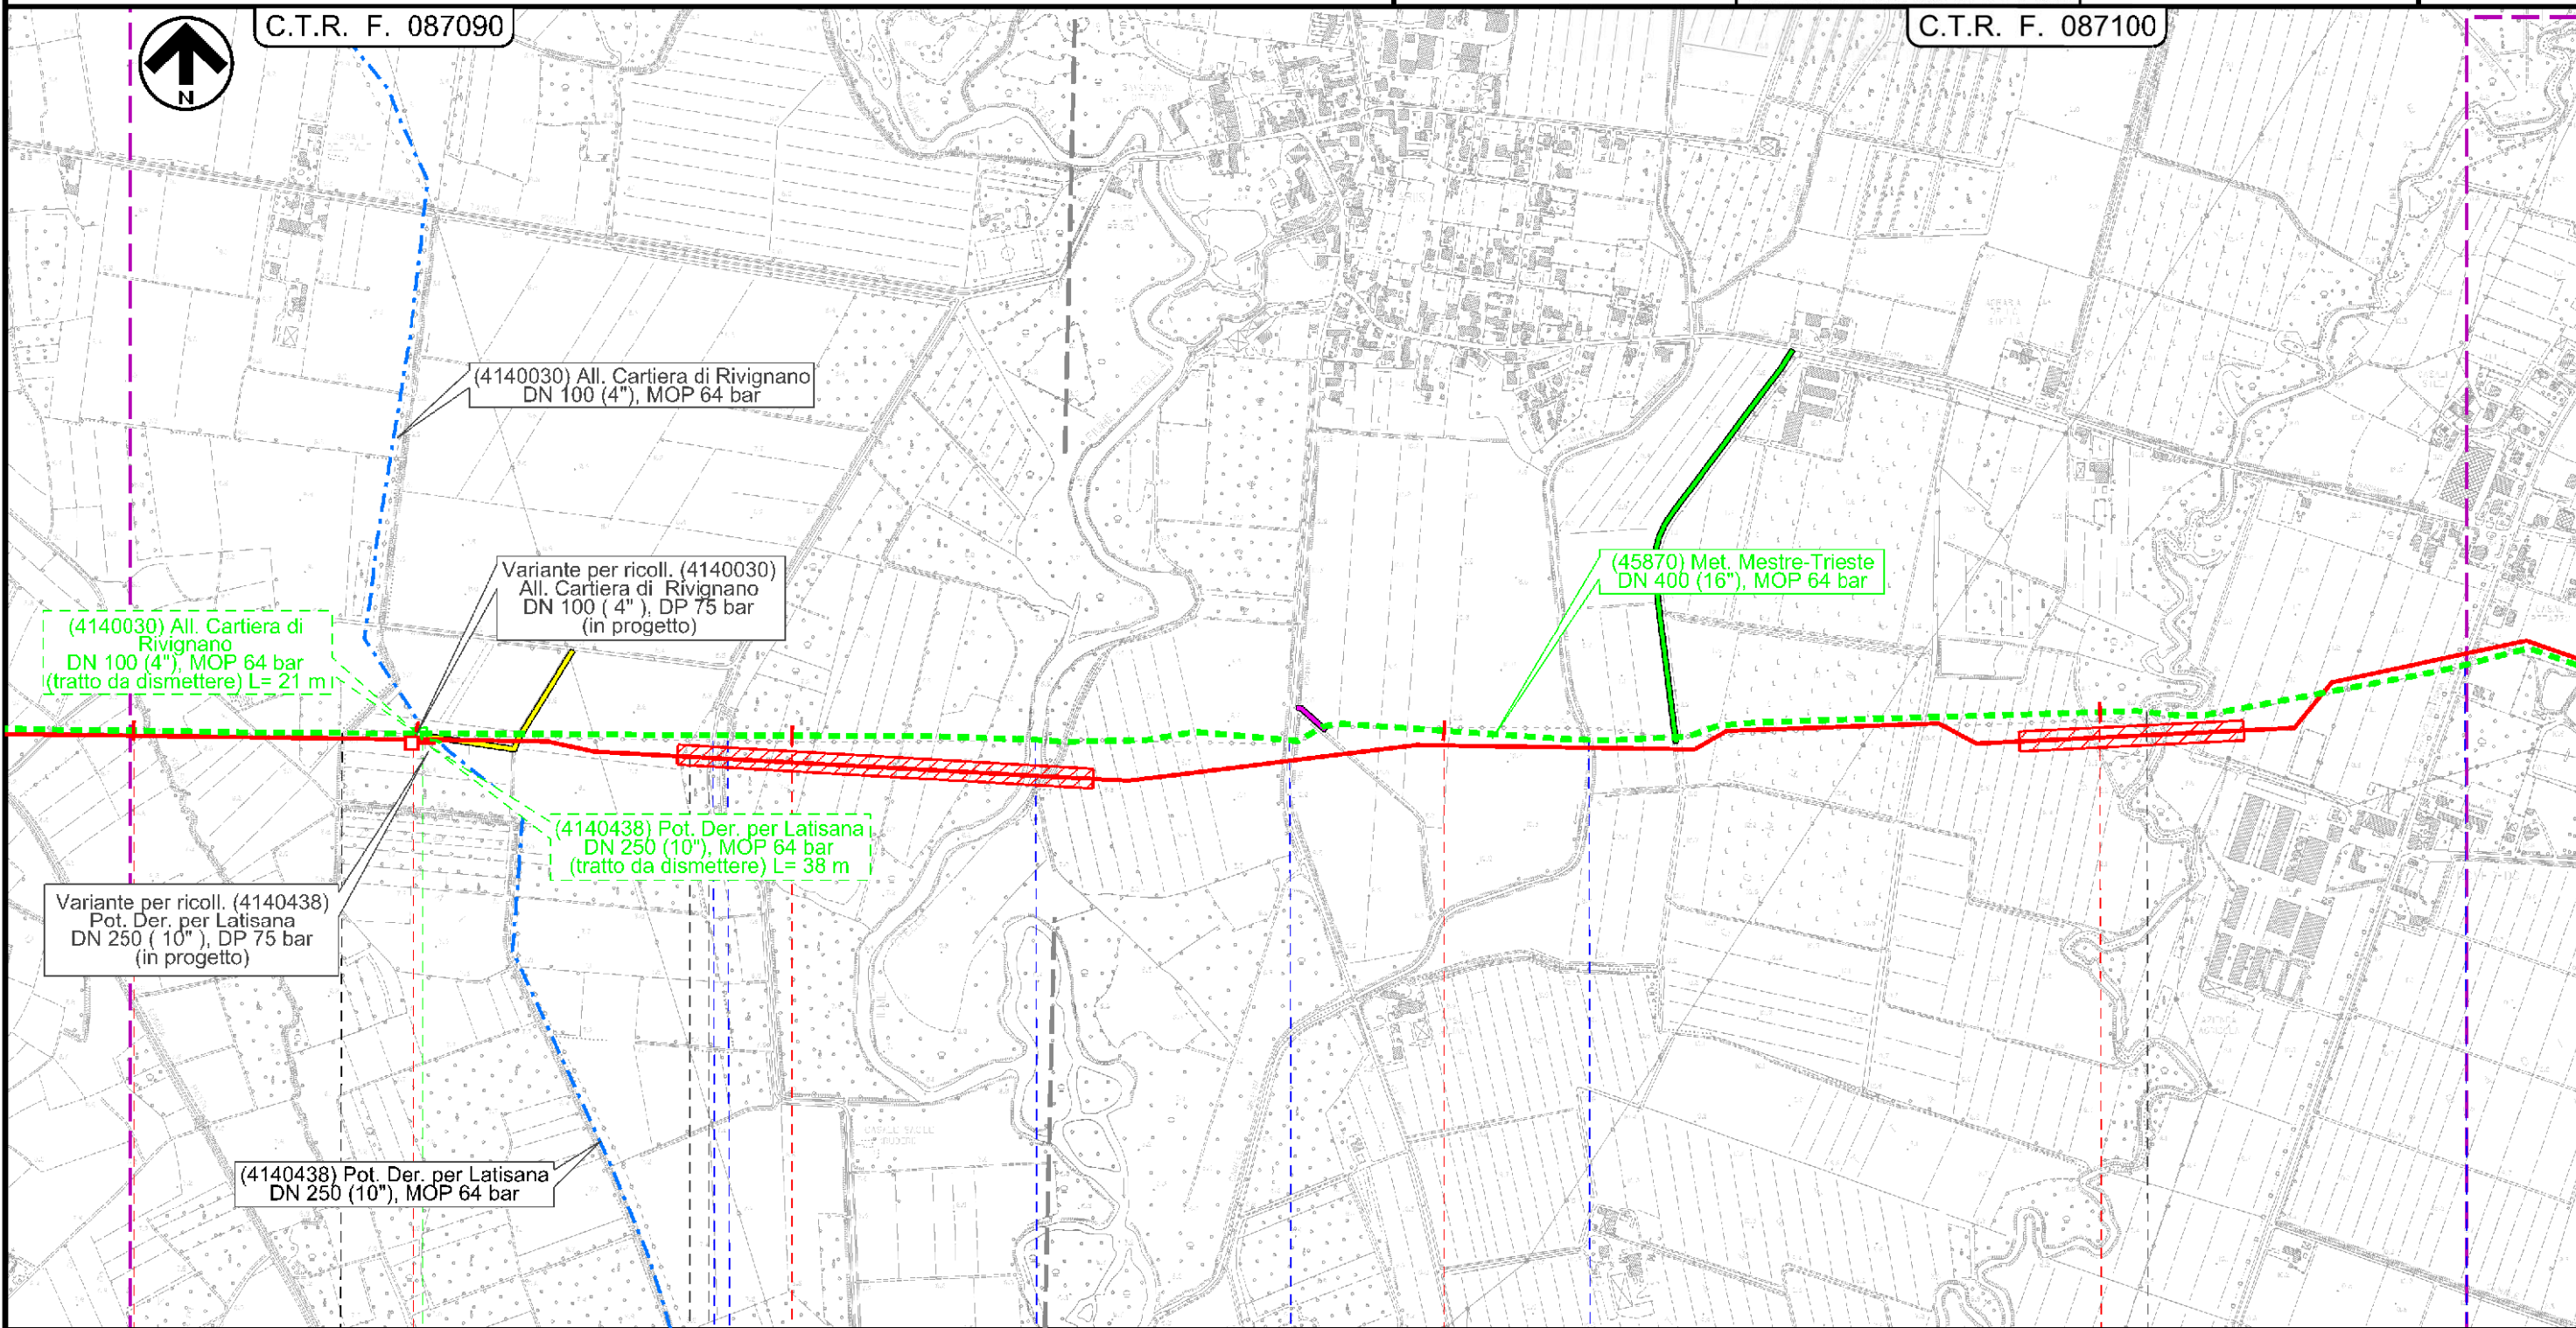 C.T.R. F. 087090
C.T.R. F. 087100
N
(4140030) All. Cartiera di Rivignano
DN 100 (4"), MOP 64 bar
Variante per ricoll. (4140030)
All. Cartiera di Rivignano
DN 100 ( 4" ), DP 75 bar
(in progetto)
(45870) Met. Mestre-Trieste
DN 400 (16"), MOP 64 bar
(4140030) All. Cartiera di
Rivignano
DN 100 (4"), MOP 64 bar
(tratto da dismettere) L= 21 m
(4140438) Pot. Der. per Latisana
DN 250 (10"), MOP 64 bar
(tratto da dismettere) L= 38 m
Variante per ricoll. (4140438)
Pot. Der. per Latisana
DN 250 ( 10" ), DP 75 bar
(in progetto)
(4140438) Pot. Der. per Latisana
DN 250 (10"), MOP 64 bar